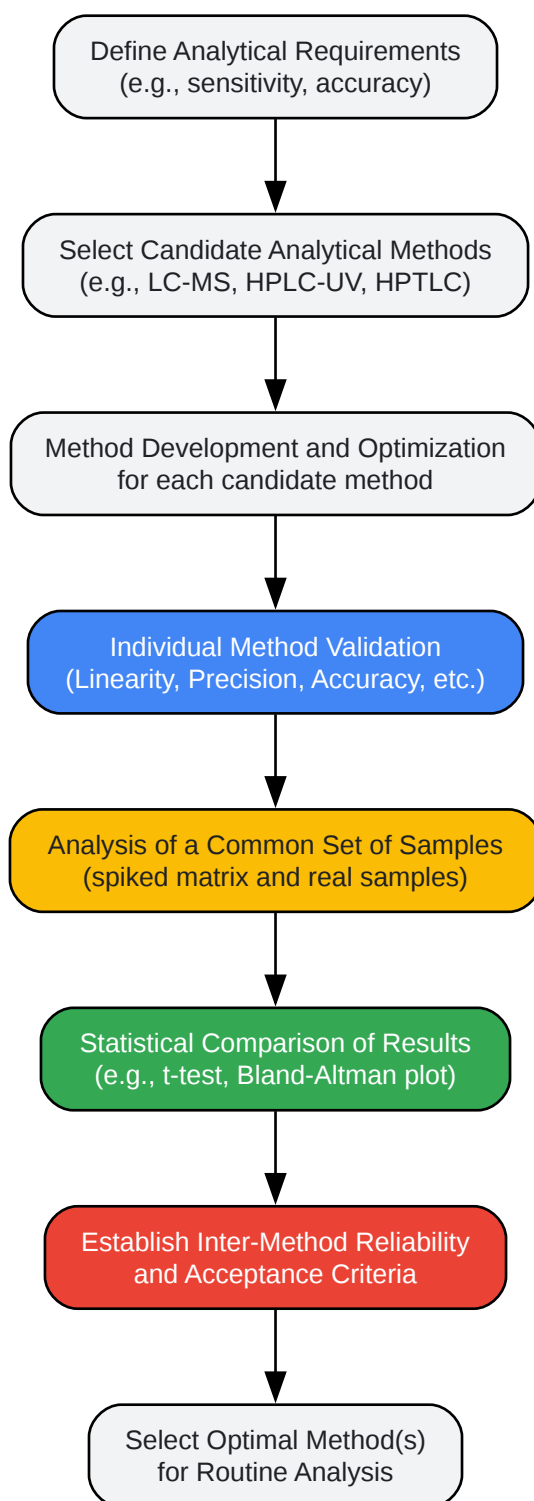 Define Analytical Requirements
(e.g., sensitivity, accuracy)
Select Candidate Analytical Methods
(e.g., LC-MS, HPLC-UV, HPTLC)
Method Development and Optimization
for each candidate method
Individual Method Validation
(Linearity, Precision, Accuracy, etc.)
Analysis of a Common Set of Samples
(spiked matrix and real samples)
Statistical Comparison of Results
(e.g., t-test, Bland-Altman plot)
Establish Inter-Method Reliability
and Acceptance Criteria
Select Optimal Method(s)
for Routine Analysis